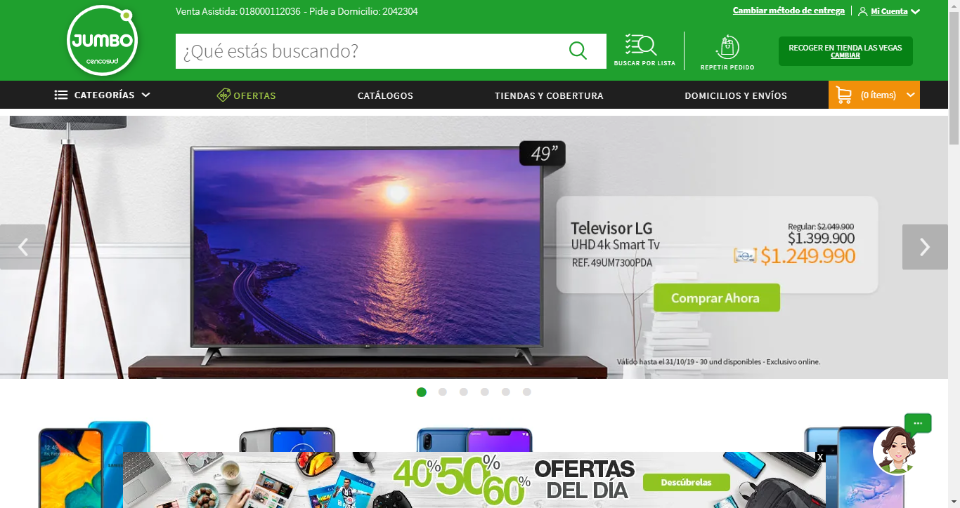 Venta Asistida: 018000112036 - Pide a Domicilio: 2042304
Cambiar método de entrega
Mi Cuenta
JUMBO
cencosud
¿Qué estás buscando?
BUSCAR POR LISTA
REPETIR PEDIDO
RECOGER EN TIENDA LAS VEGAS
CAMBIAR
CATEGORÍAS
OFERTAS
CATÁLOGOS
TIENDAS Y COBERTURA
DOMICILIOS Y ENVÍOS
(0 ítems)
49”
Televisor LG
UHD 4k Smart Tv
REF. 49UM7300PDA
Regular: $2.049.900
$1.399.900
$1.249.990
Comprar Ahora
Válido hasta el 31/10/19 - 30 und disponibles - Exclusivo online.
40% 50% 60%
OFERTAS
DEL DÍA
Descúbrelas
X